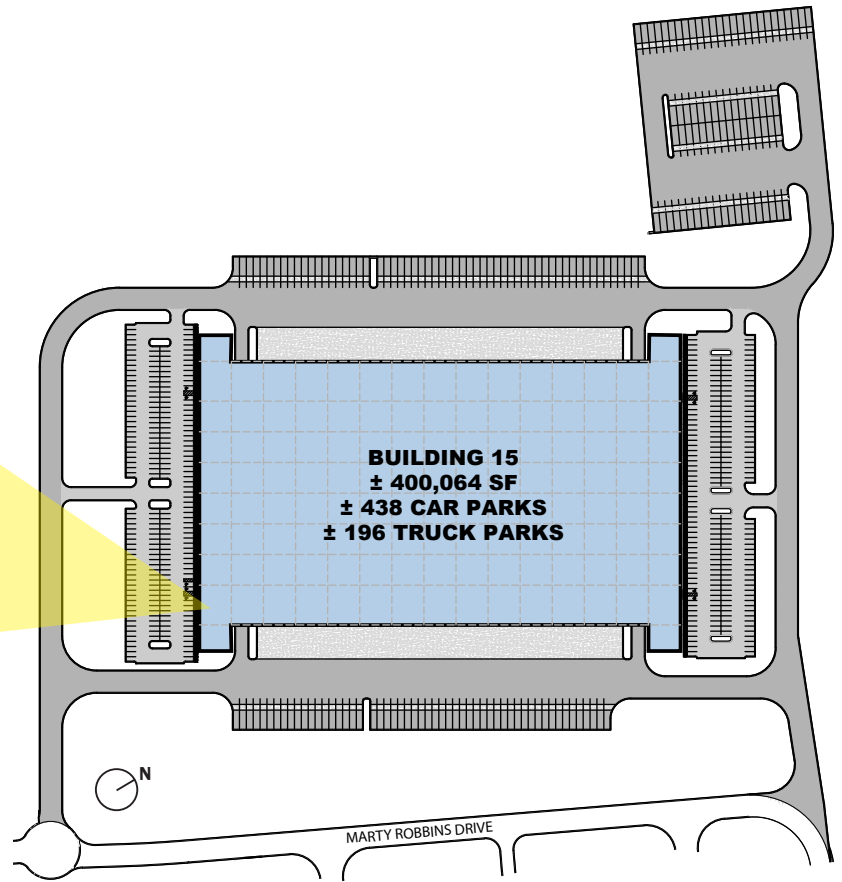 BUILDING 15
± 400,064 SF
± 438 CAR PARKS
± 196 TRUCK PARKS
N
MARTY ROBBINS DRIVE